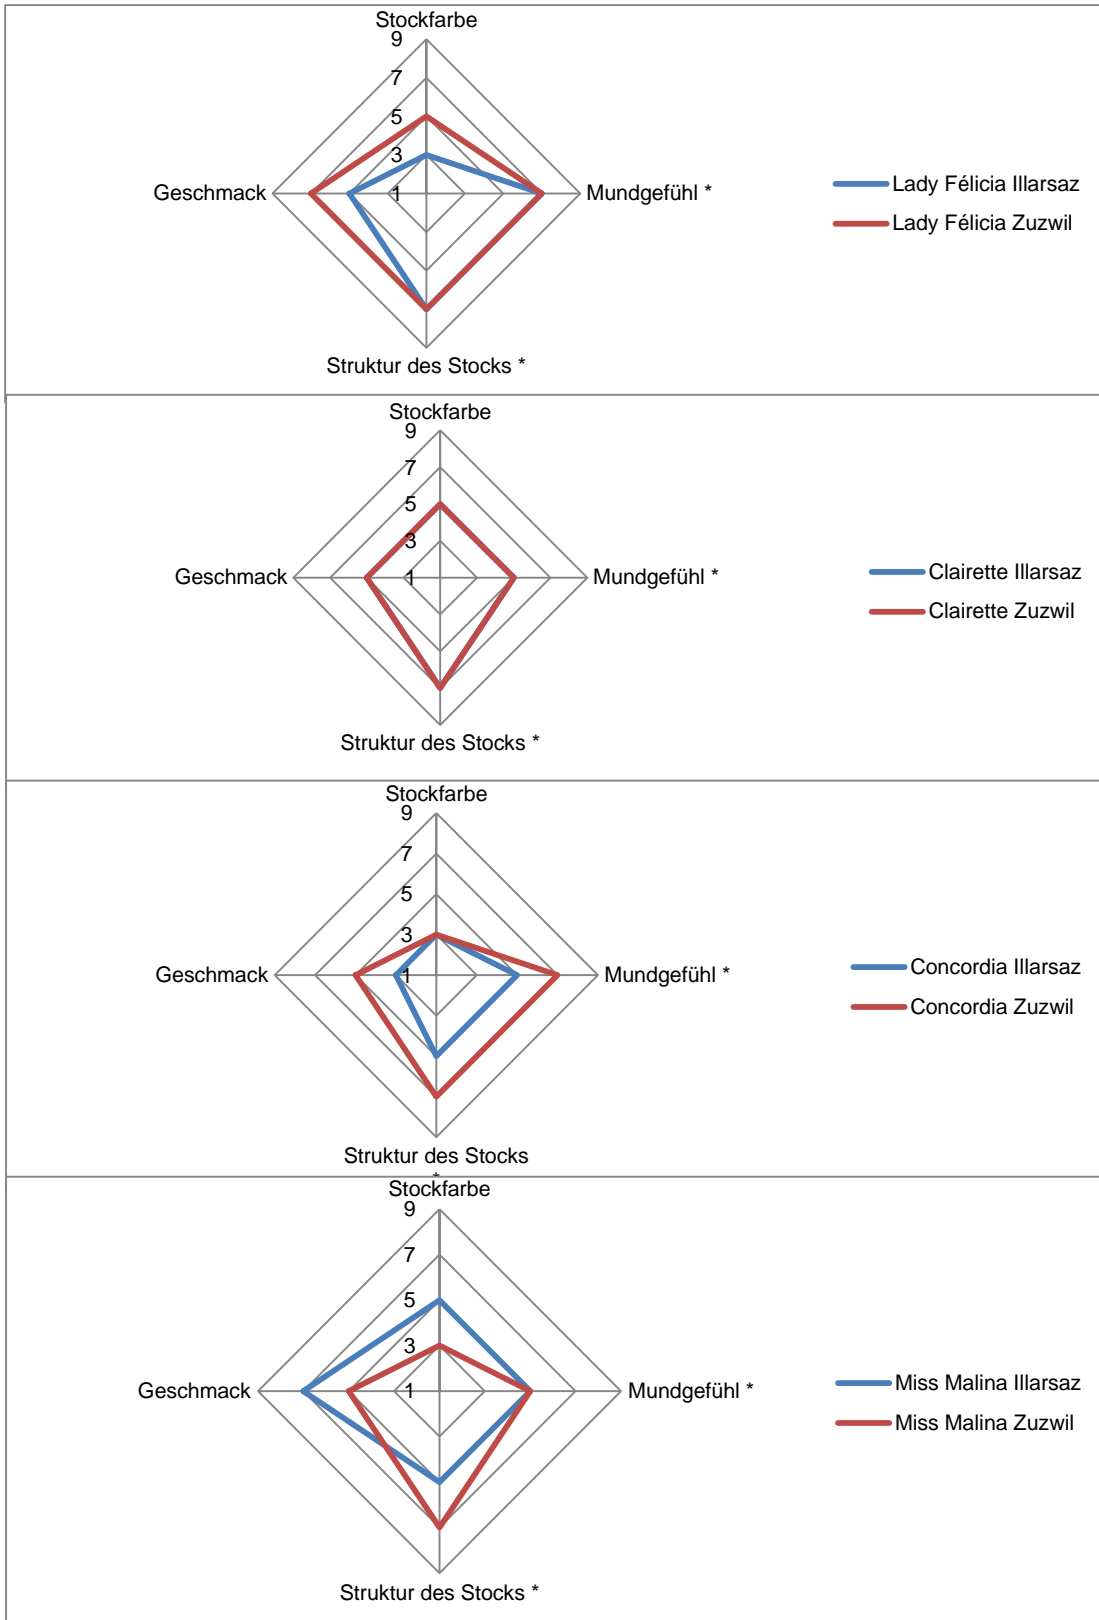 Stockfarbe
9
7
5
3
1
Geschmack
Mundgefühl *
Struktur des Stocks *
Lady Félicia Illarsaz
Lady Félicia Zuzwil
Stockfarbe
9
7
5
3
1
Geschmack
Mundgefühl *
Struktur des Stocks *
Clairette Illarsaz
Clairette Zuzwil
Stockfarbe
9
7
5
3
1
Geschmack
Mundgefühl *
Struktur des Stocks
*
Concordia Illarsaz
Concordia Zuzwil
Stockfarbe
9
7
5
3
1
Geschmack
Mundgefühl *
Struktur des Stocks *
Miss Malina Illarsaz
Miss Malina Zuzwil